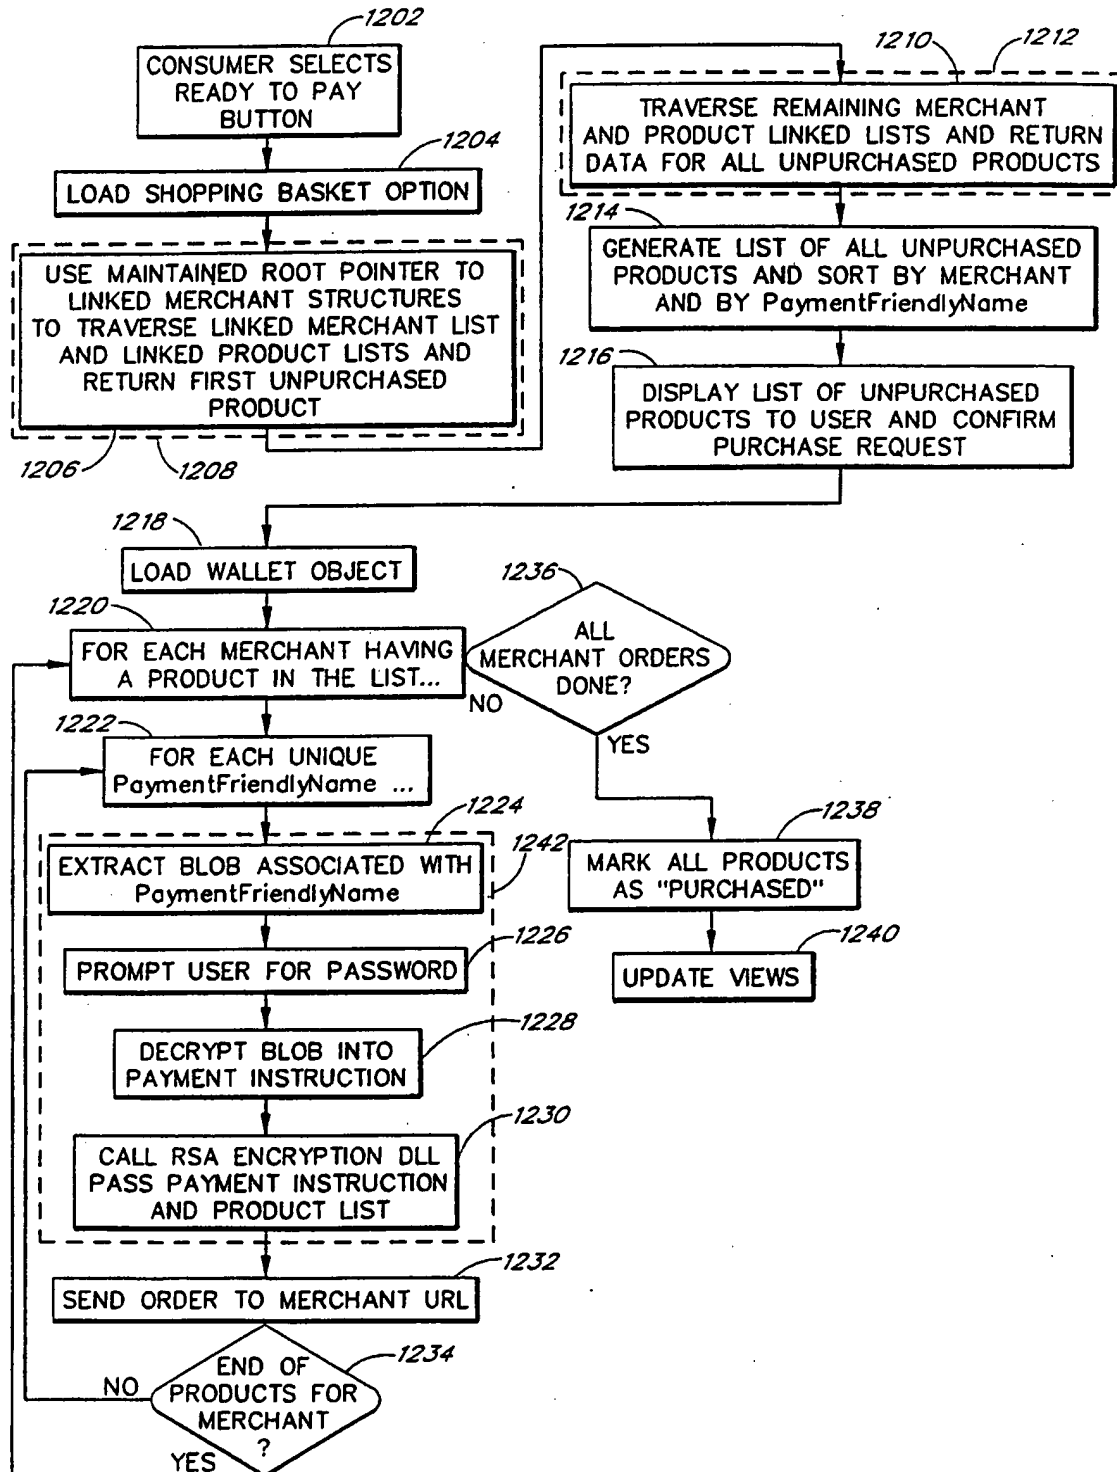 1202
CONSUMER SELECTS
READY TO PAY
BUTTON
1204
LOAD SHOPPING BASKET OPTION
USE MAINTAINED ROOT POINTER TO
LINKED MERCHANT STRUCTURES
TO TRAVERSE LINKED MERCHANT LIST
AND LINKED PRODUCT LISTS AND
RETURN FIRST UNPURCHASED
PRODUCT
1206
1208
1210
1212
TRAVERSE REMAINING MERCHANT
AND PRODUCT LINKED LISTS AND RETURN
DATA FOR ALL UNPURCHASED PRODUCTS
1214
GENERATE LIST OF ALL UNPURCHASED
PRODUCTS AND SORT BY MERCHANT
AND BY PaymentFriendlyName
1216
DISPLAY LIST OF UNPURCHASED
PRODUCTS TO USER AND CONFIRM
PURCHASE REQUEST
1218
LOAD WALLET OBJECT
1220
FOR EACH MERCHANT HAVING
A PRODUCT IN THE LIST...
1236
ALL
MERCHANT ORDERS
DONE?
NO
YES
1222
FOR EACH UNIQUE
PaymentFriendlyName ...
1224
EXTRACT BLOB ASSOCIATED WITH
PaymentFriendlyName
1242
1226
PROMPT USER FOR PASSWORD
1228
DECRYPT BLOB INTO
PAYMENT INSTRUCTION
1230
CALL RSA ENCRYPTION DLL
PASS PAYMENT INSTRUCTION
AND PRODUCT LIST
1232
SEND ORDER TO MERCHANT URL
1234
END OF
PRODUCTS FOR
MERCHANT
?
NO
YES
1238
MARK ALL PRODUCTS
AS "PURCHASED"
1240
UPDATE VIEWS